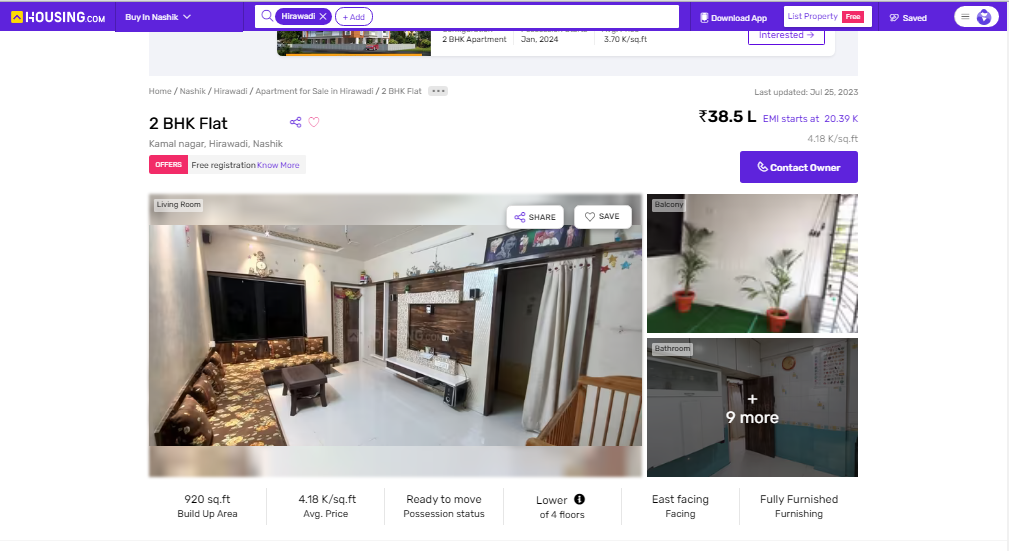 HOUSING.COM
Buy In Nashik
Hirawadi
+ Add
Download App
List Property Free
Saved
2 BHK Apartment
Jan, 2024
3.70 K/sq.ft
Interested →
Home / Nashik / Hirawadi / Apartment for Sale in Hirawadi / 2 BHK Flat
Last updated: Jul 25, 2023
2 BHK Flat
₹38.5 L EMI starts at 20.39 K
Kamal nagar, Hirawadi, Nashik
4.18 K/sq.ft
OFFERS Free registration Know More
Contact Owner
Living Room
SHARE
SAVE
Balcony
Bathroom
+
9 more
920 sq.ft
Build Up Area
4.18 K/sq.ft
Avg. Price
Ready to move
Possession status
Lower
of 4 floors
East facing
Facing
Fully Furnished
Furnishing